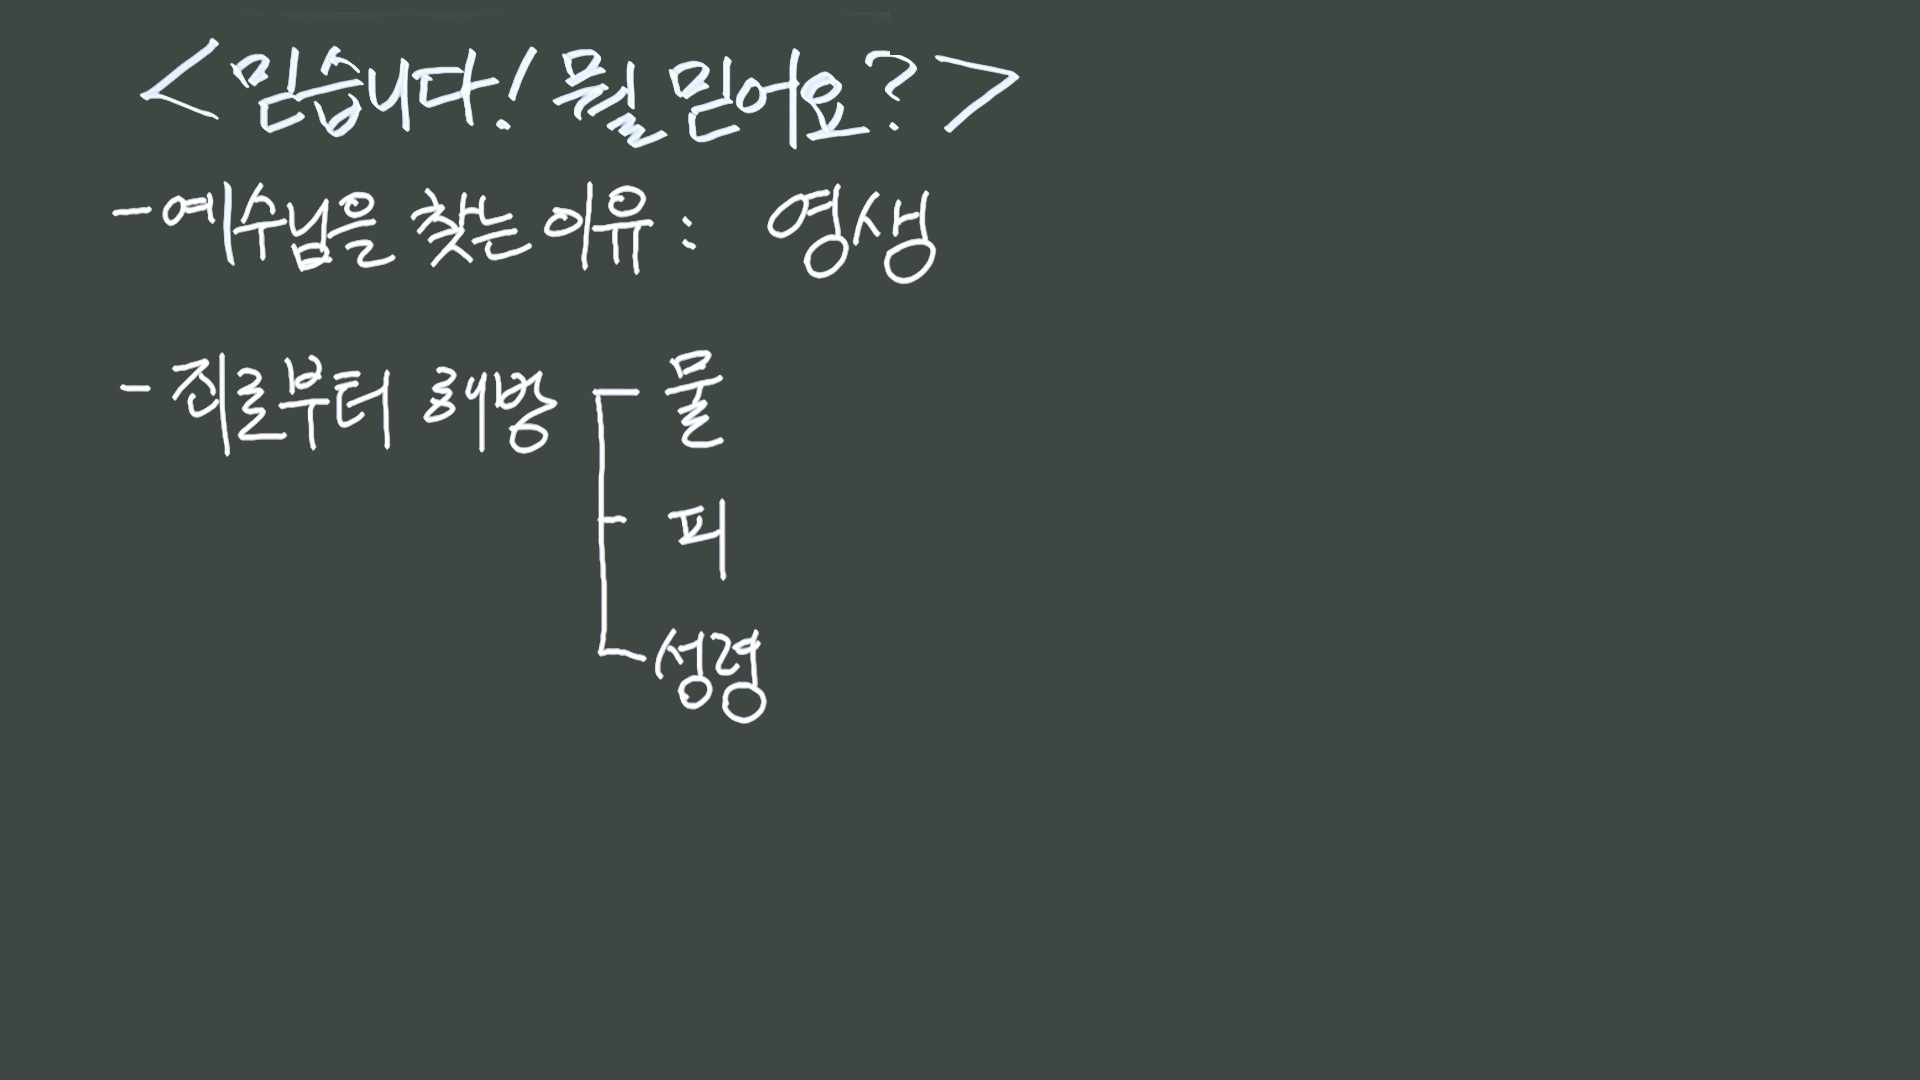 <믿습니다! 뭘 믿어요?>
- 예수님을 찾는 이유 : 영생
- 죄로부터 해방 물
피
성령